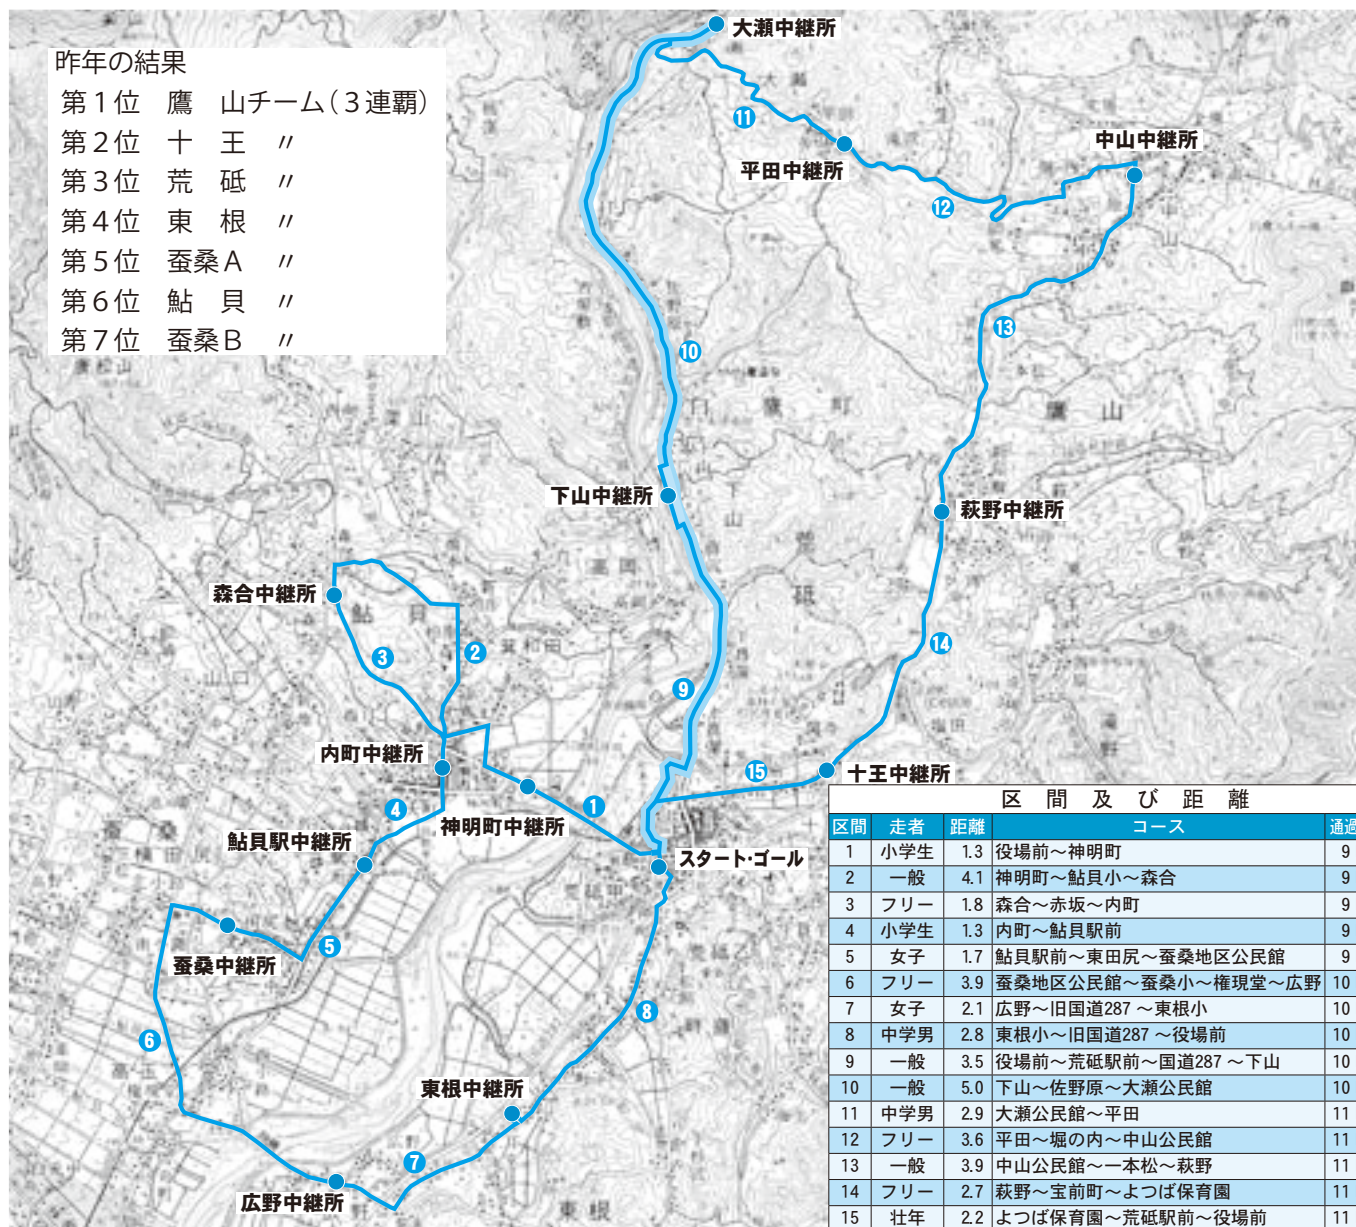 昨年の結果
第1位 鷹 山チーム(3連覇)
第2位 十 王 〃
第3位 荒 砥 〃
第4位 東 根 〃
第5位 蚕桑A 〃
第6位 鮎 貝 〃
第7位 蚕桑B 〃
大瀬中継所
中山中継所
平田中継所
下山中継所
萩野中継所
森合中継所
内町中継所
神明町中継所
十王中継所
鮎貝駅中継所
スタート・ゴール
蚕桑中継所
東根中継所
広野中継所
1
2
3
4
5
6
7
8
9
10
11
12
13
14
15
区間及び距離
区間 走者 距離 コース 通過
1 小学生 1.3 役場前~神明町 9
2 一般 4.1 神明町~鮎貝小~森合 9
3 フリー 1.8 森合~赤坂~内町 9
4 小学生 1.3 内町~鮎貝駅前 9
5 女子 1.7 鮎貝駅前~東田尻~蚕桑地区公民館 9
6 フリー 3.9 蚕桑地区公民館~蚕桑小~権現堂~広野 10
7 女子 2.1 広野~旧国道287~東根小 10
8 中学男 2.8 東根小~旧国道287~役場前 10
9 一般 3.5 役場前~荒砥駅前~国道287~下山 10
10 一般 5.0 下山~佐野原~大瀬公民館 10
11 中学男 2.9 大瀬公民館~平田 11
12 フリー 3.6 平田~堀の内~中山公民館 11
13 一般 3.9 中山公民館~一本松~萩野 11
14 フリー 2.7 萩野~宝前町~よつば保育園 11
15 壮年 2.2 よつば保育園~荒砥駅前~役場前 11